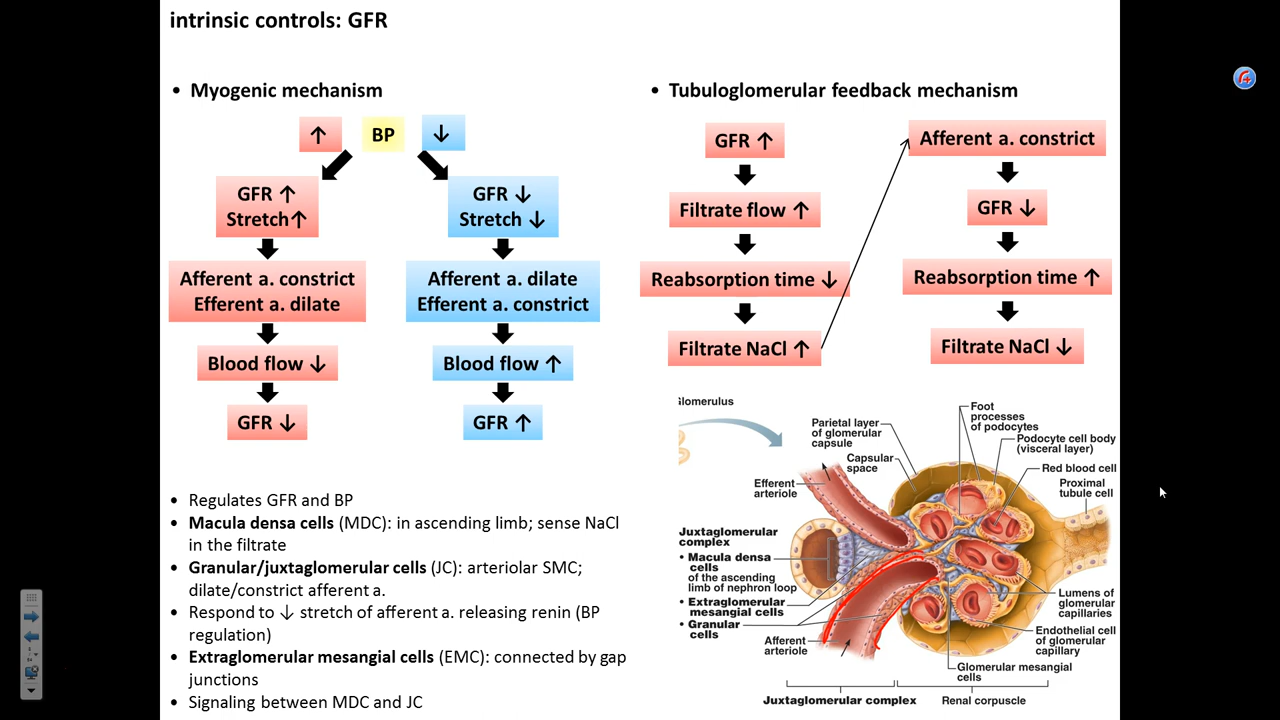 intrinsic controls: GFR
• Myogenic mechanism
↑ BP ↓
GFR ↑
Stretch↑
GFR ↓
Stretch ↓
Afferent a. constrict
Efferent a. dilate
Afferent a. dilate
Efferent a. constrict
Blood flow ↓
Blood flow ↑
GFR ↓
GFR ↑
• Tubuloglomerular feedback mechanism
GFR ↑
Filtrate flow ↑
Reabsorption time ↓
Filtrate NaCl ↑
Afferent a. constrict
GFR ↓
Reabsorption time ↑
Filtrate NaCl ↓
• Regulates GFR and BP
• Macula densa cells (MDC): in ascending limb; sense NaCl
in the filtrate
• Granular/juxtaglomerular cells (JC): arteriolar SMC;
dilate/constrict afferent a.
• Respond to ↓ stretch of afferent a. releasing renin (BP
regulation)
• Extraglomerular mesangial cells (EMC): connected by gap
junctions
• Signaling between MDC and JC
Glomerulus
Parietal layer
of glomerular
capsule
Capsular
space
Efferent
arteriole
Juxtaglomerular
complex
• Macula densa
cells
of the ascending
limb of nephron loop
• Extraglomerular
mesangial cells
• Granular
cells
Afferent
arteriole
Foot
processes
of podocytes
Podocyte cell body
(visceral layer)
Red blood cell
Proximal
tubule cell
Lumens of
glomerular
capillaries
Endothelial cell
of glomerular
capillary
Glomerular mesangial
cells
Juxtaglomerular complex
Renal corpuscle